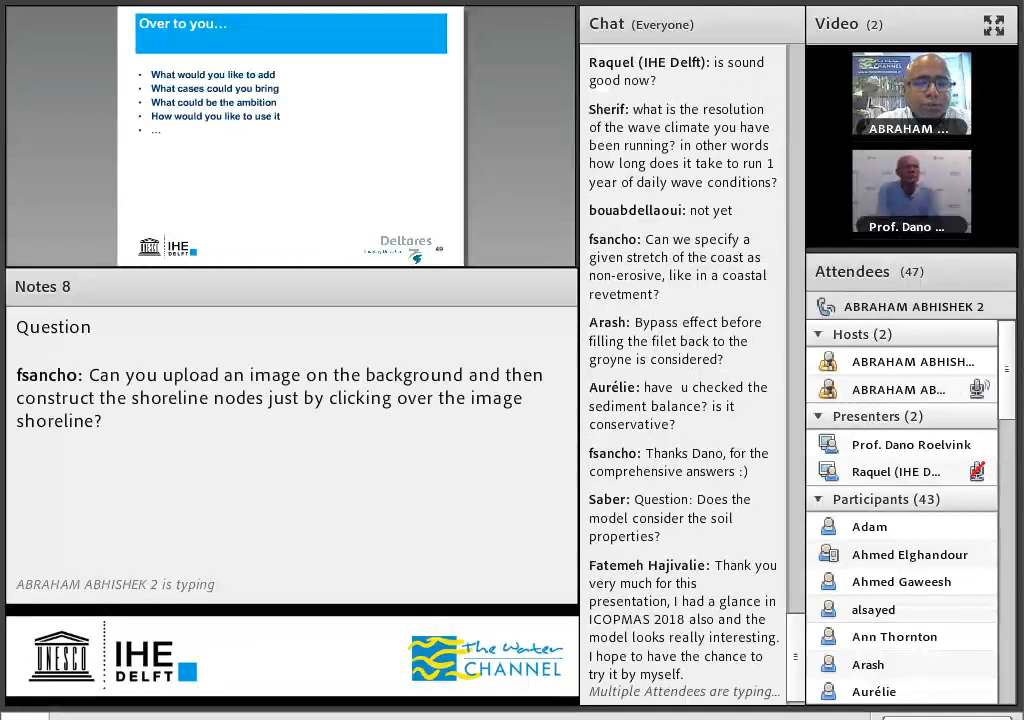 Over to you...
• What would you like to add
• What cases could you bring
• What could be the ambition
• How would you like to use it
• ...
UNESCO
IHE
DELFT
Deltares
49
Notes 8
Question
fsancho: Can you upload an image on the background and then
construct the shoreline nodes just by clicking over the image
shoreline?
ABRAHAM ABHISHEK 2 is typing
UNESCO
IHE
DELFT
the Water
CHANNEL
Chat (Everyone)
Raquel (IHE Delft): is sound
good now?
Sherif: what is the resolution
of the wave climate you have
been running? in other words
how long does it take to run 1
year of daily wave conditions?
bouabdellaoui: not yet
fsancho: Can we specify a
given stretch of the coast as
non-erosive, like in a coastal
revetment?
Arash: Bypass effect before
filling the filet back to the
groyne is considered?
Aurélie: have u checked the
sediment balance? is it
conservative?
fsancho: Thanks Dano, for the
comprehensive answers :)
Saber: Question: Does the
model consider the soil
properties?
Fatemeh Hajivalie: Thank you
very much for this
presentation, I had a glance in
ICOPMAS 2018 also and the
model looks really interesting.
I hope to have the chance to
try it by myself.
Multiple Attendees are typing...
Video (2)
CHANNEL
ABRAHAM ...
Prof. Dano ...
Attendees (47)
ABRAHAM ABHISHEK 2
Hosts (2)
ABRAHAM ABHISH...
ABRAHAM AB...
Presenters (2)
Prof. Dano Roelvink
Raquel (IHE D...
Participants (43)
Adam
Ahmed Elghandour
Ahmed Gaweesh
alsayed
Ann Thornton
Arash
Aurélie